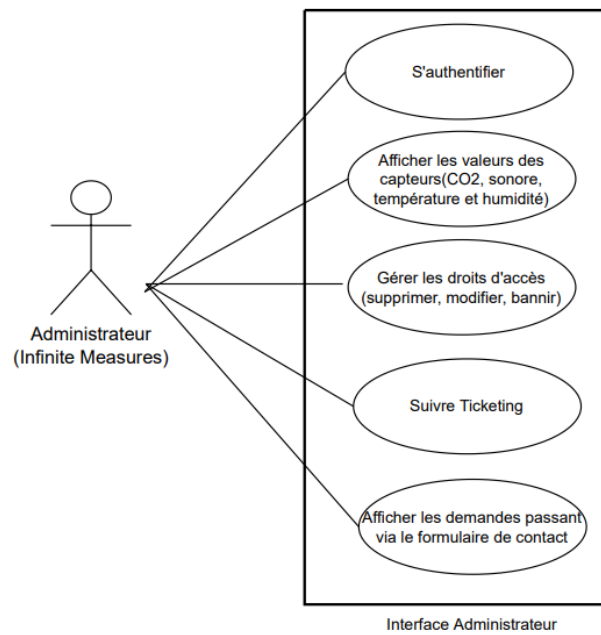 S'authentifier
Afficher les valeurs des
capteurs(CO2, sonore,
température et humidité)
Gérer les droits d'accès
(supprimer, modifier, bannir)
Administrateur
(Infinite Measures)
Suivre Ticketing
Afficher les demandes passant
via le formulaire de contact
Interface Administrateur